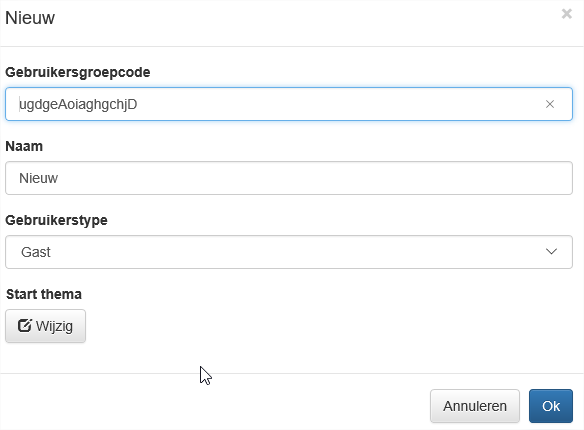 Nieuw
Gebruikersgroepcode
ugdgeAoiaghgchjD
Naam
Nieuw
Gebruikerstype
Gast
Start thema
Wijzig
Annuleren Ok